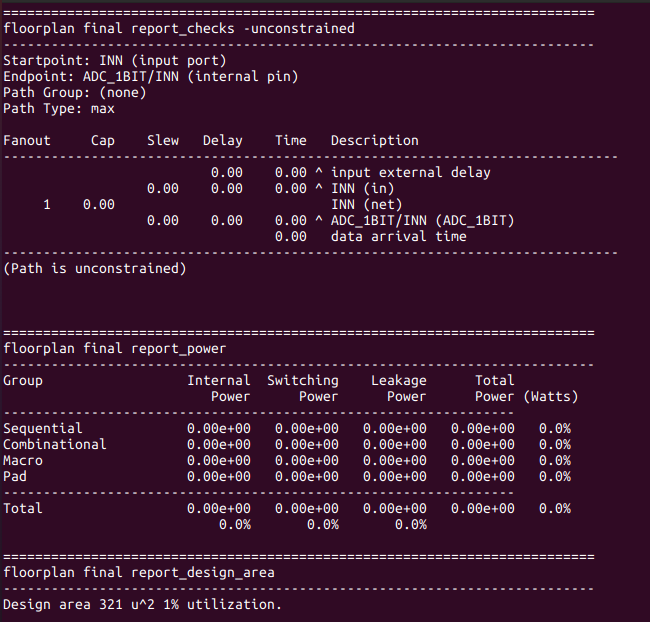 ==========================================================================
floorplan final report_checks -unconstrained
--------------------------------------------------------------------------
Startpoint: INN (input port)
Endpoint: ADC_1BIT/INN (internal pin)
Path Group: (none)
Path Type: max
Fanout     Cap    Slew   Delay    Time   Description
-----------------------------------------------------------------------------
                          0.00    0.00 ^ input external delay
                  0.00    0.00    0.00 ^ INN (in)
     1    0.00                           INN (net)
                  0.00    0.00    0.00 ^ ADC_1BIT/INN (ADC_1BIT)
                                  0.00   data arrival time
-----------------------------------------------------------------------------
(Path is unconstrained)
==========================================================================
floorplan final report_power
--------------------------------------------------------------------------
Group                  Internal  Switching    Leakage      Total
                          Power      Power      Power      Power (Watts)
----------------------------------------------------------------
Sequential             0.00e+00   0.00e+00   0.00e+00   0.00e+00   0.0%
Combinational          0.00e+00   0.00e+00   0.00e+00   0.00e+00   0.0%
Macro                  0.00e+00   0.00e+00   0.00e+00   0.00e+00   0.0%
Pad                    0.00e+00   0.00e+00   0.00e+00   0.00e+00   0.0%
----------------------------------------------------------------
Total                  0.00e+00   0.00e+00   0.00e+00   0.00e+00   0.0%
                           0.0%       0.0%       0.0%
==========================================================================
floorplan final report_design_area
--------------------------------------------------------------------------
Design area 321 u^2 1% utilization.